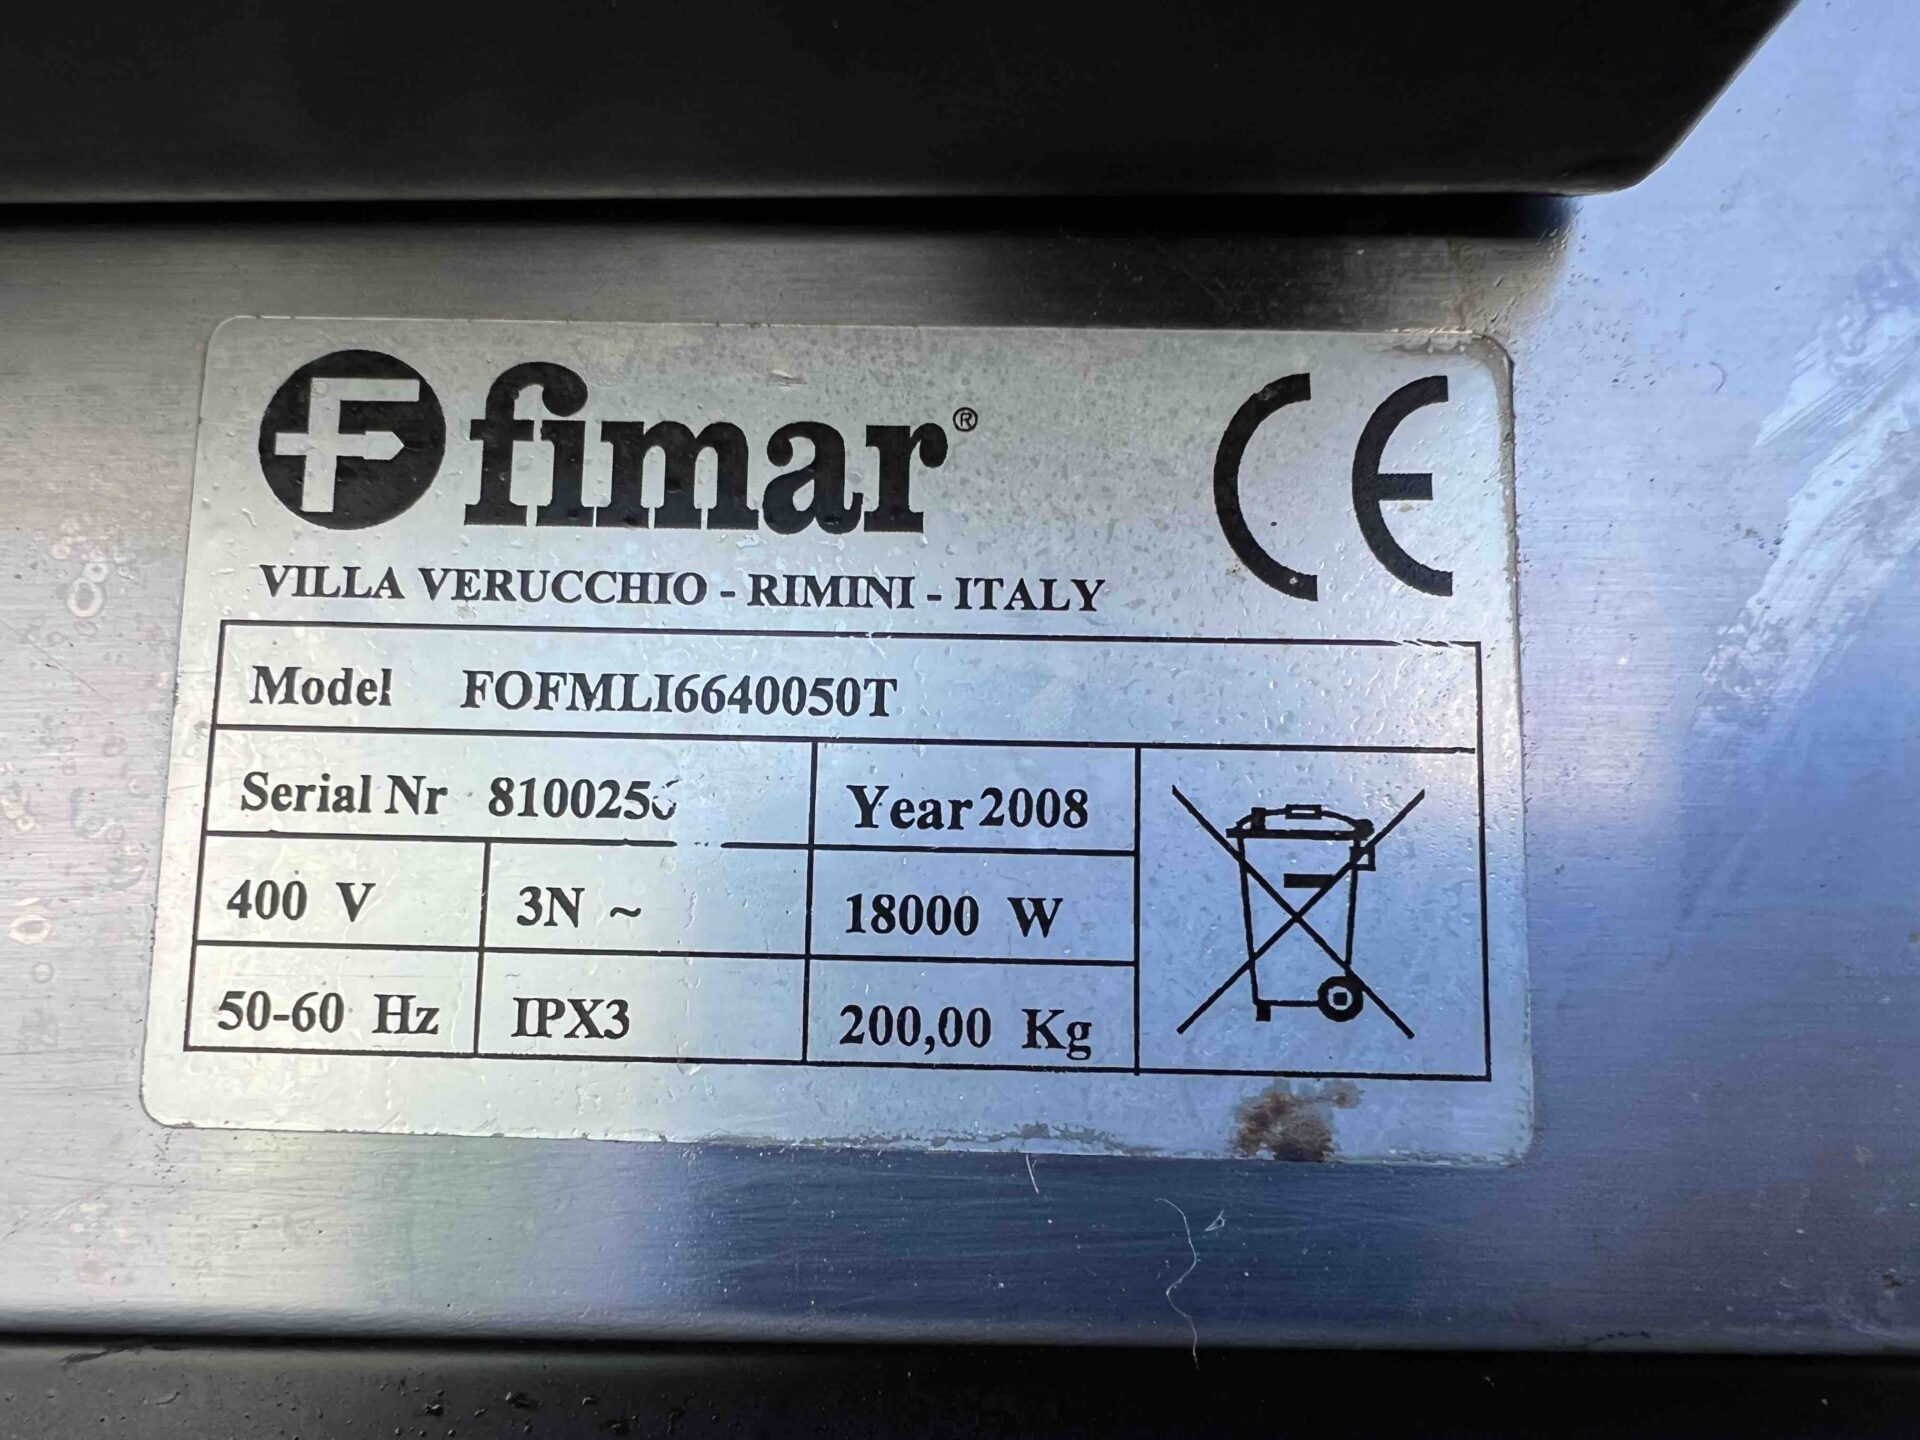 F fimar®
CE
VILLA VERUCCHIO - RIMINI - ITALY
Model FOFMLI6640050T
Serial Nr Year 2008
400 V 3N ~ 18000 W
50-60 Hz IPX3 200,00 Kg